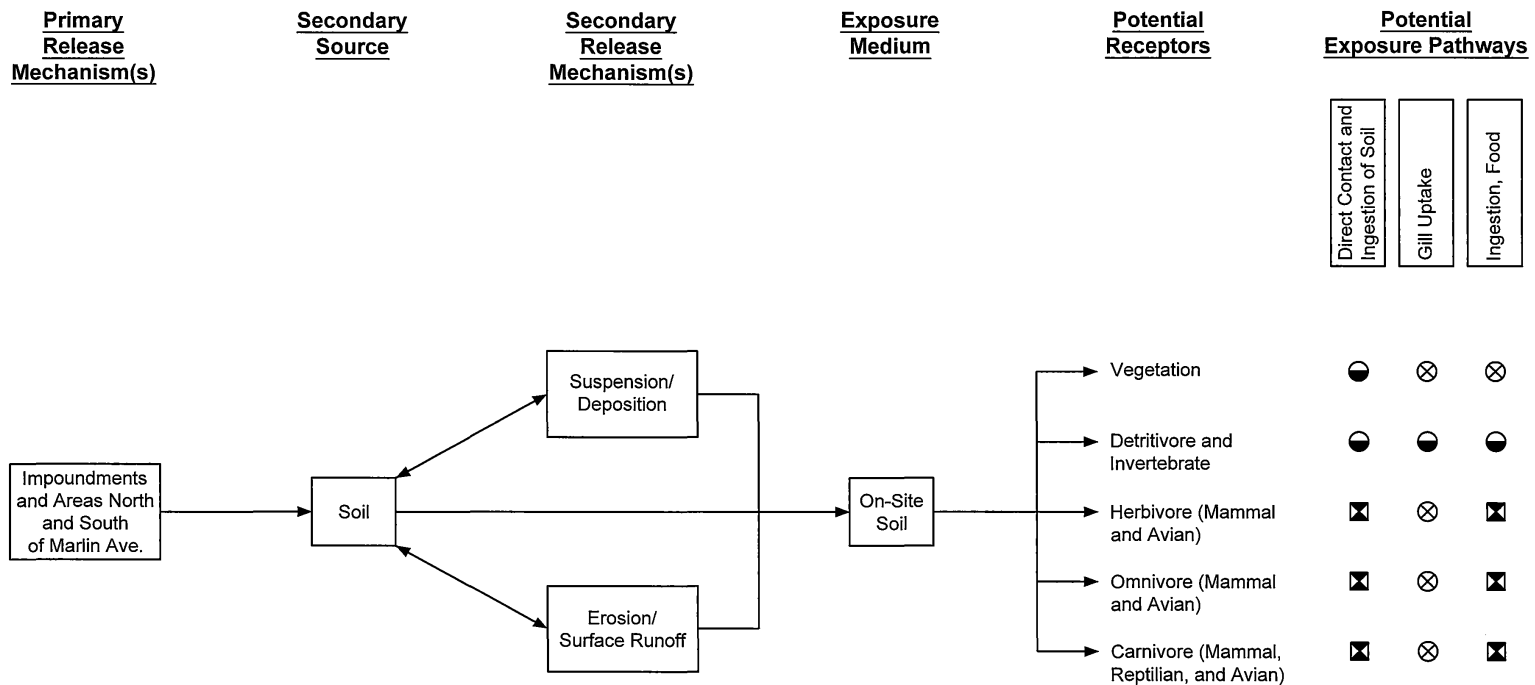 Primary
Release
Mechanism(s)
Secondary
Source
Secondary
Release
Mechanism(s)
Exposure
Medium
Potential
Receptors
Potential
Exposure Pathways
Direct Contact and
Ingestion of Soil
Gill Uptake
Ingestion, Food
Impoundments
and Areas North
and South
of Marlin Ave.
Soil
Suspension/
Deposition
Erosion/
Surface Runoff
On-Site
Soil
Vegetation
Detritivore and
Invertebrate
Herbivore (Mammal
and Avian)
Omnivore (Mammal
and Avian)
Carnivore (Mammal,
Reptilian, and Avian)